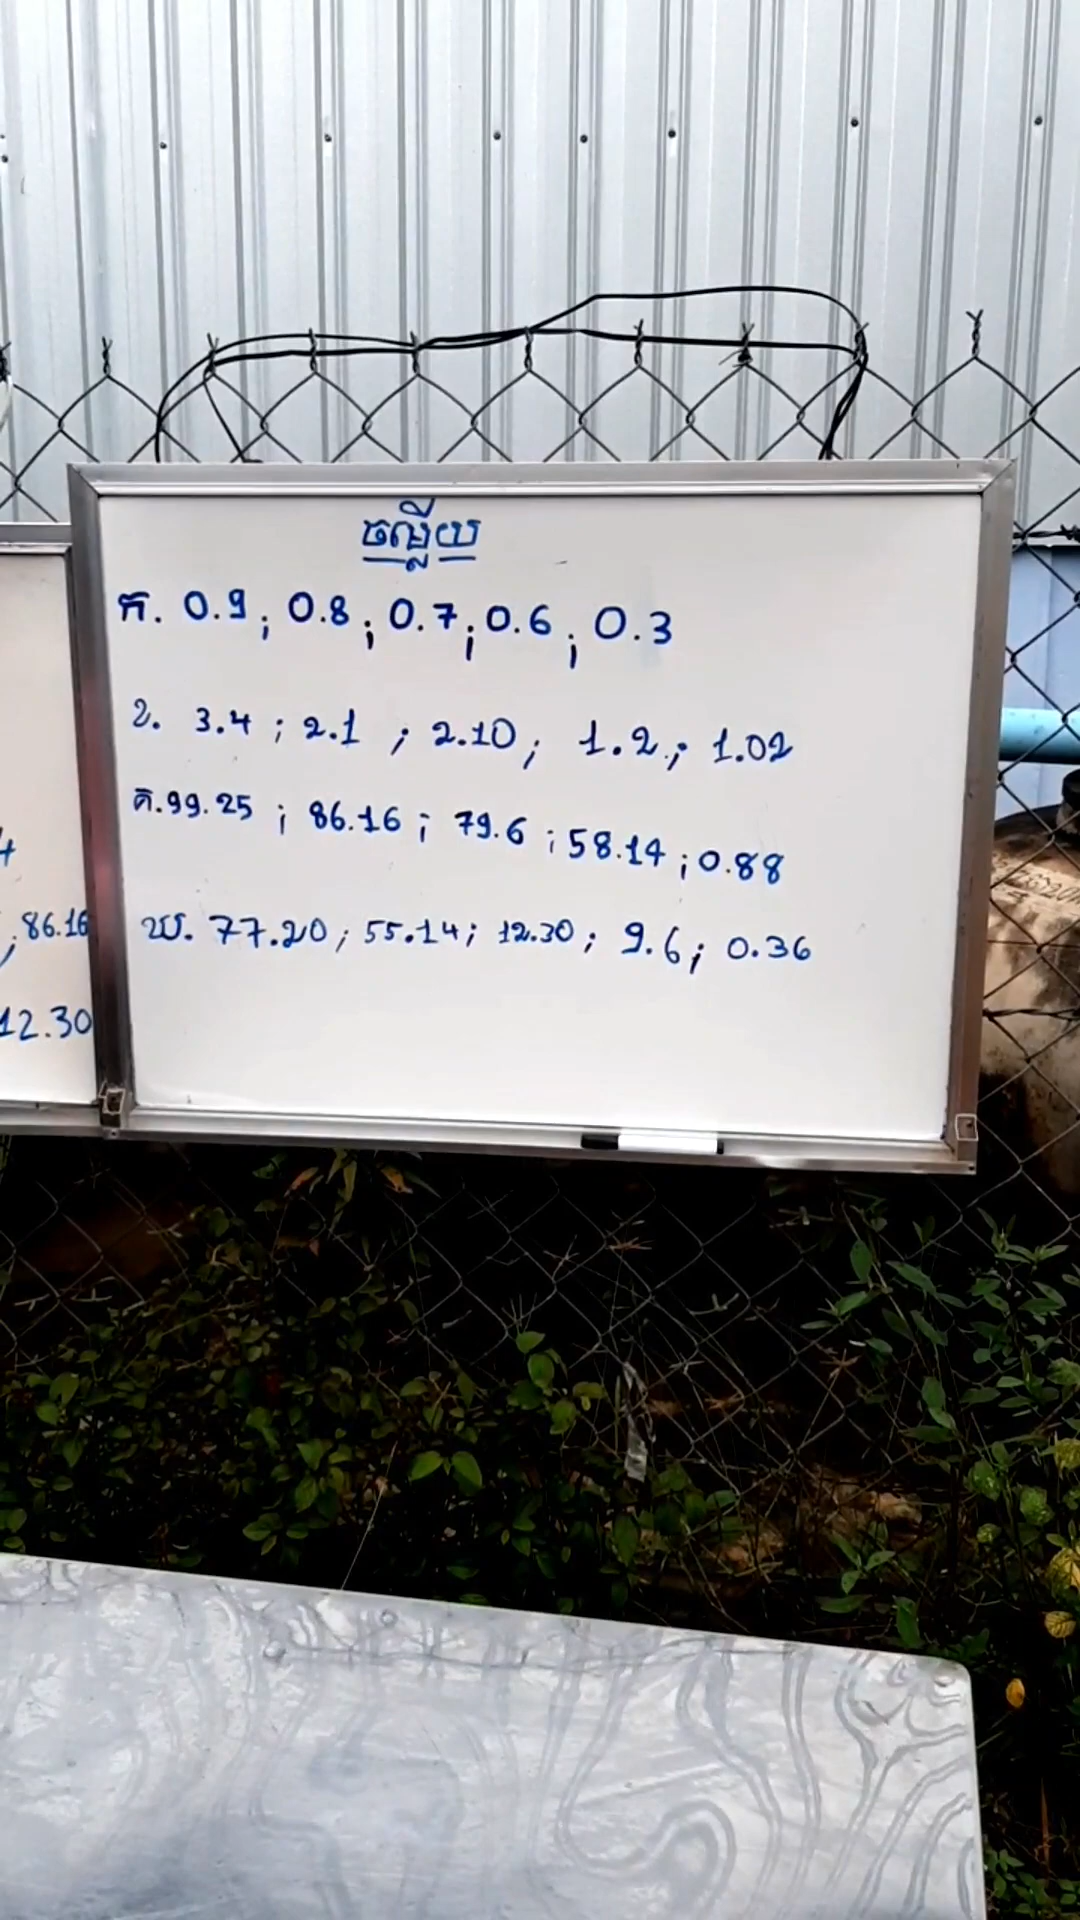 ចម្លើយ
ក. 0.9 ; 0.8 ; 0.7 ; 0.6 ; 0.3
ខ. 3.4 ; 2.1 ; 2.10 ; 1.2 ; 1.02
គ. 99.25 ; 86.16 ; 79.6 ; 58.14 ; 0.88
ឃ. 77.20 ; 55.14 ; 12.30 ; 9.6 ; 0.36
4
; 86.16
12.30